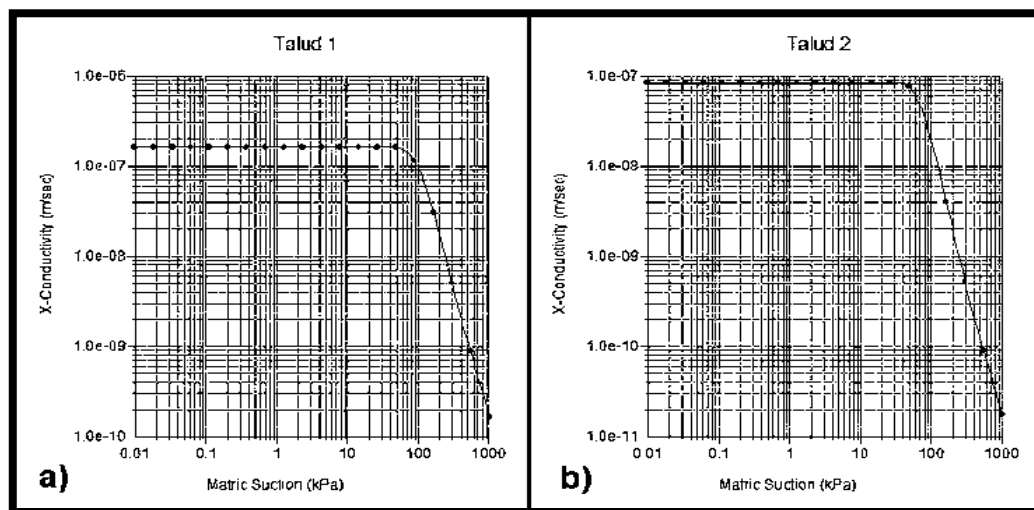 Talud 1
X-Conductivity (m/sec)
1.0e-06
1.0e-07
1.0e-08
1.0e-09
1.0e-10
0.01 0.1 1 10 100 1000
Matric Suction (kPa)
a)
Talud 2
X-Conductivity (m/sec)
1.0e-07
1.0e-08
1.0e-09
1.0e-10
1.0e-11
0.01 0.1 1 10 100 1000
Matric Suction (kPa)
b)